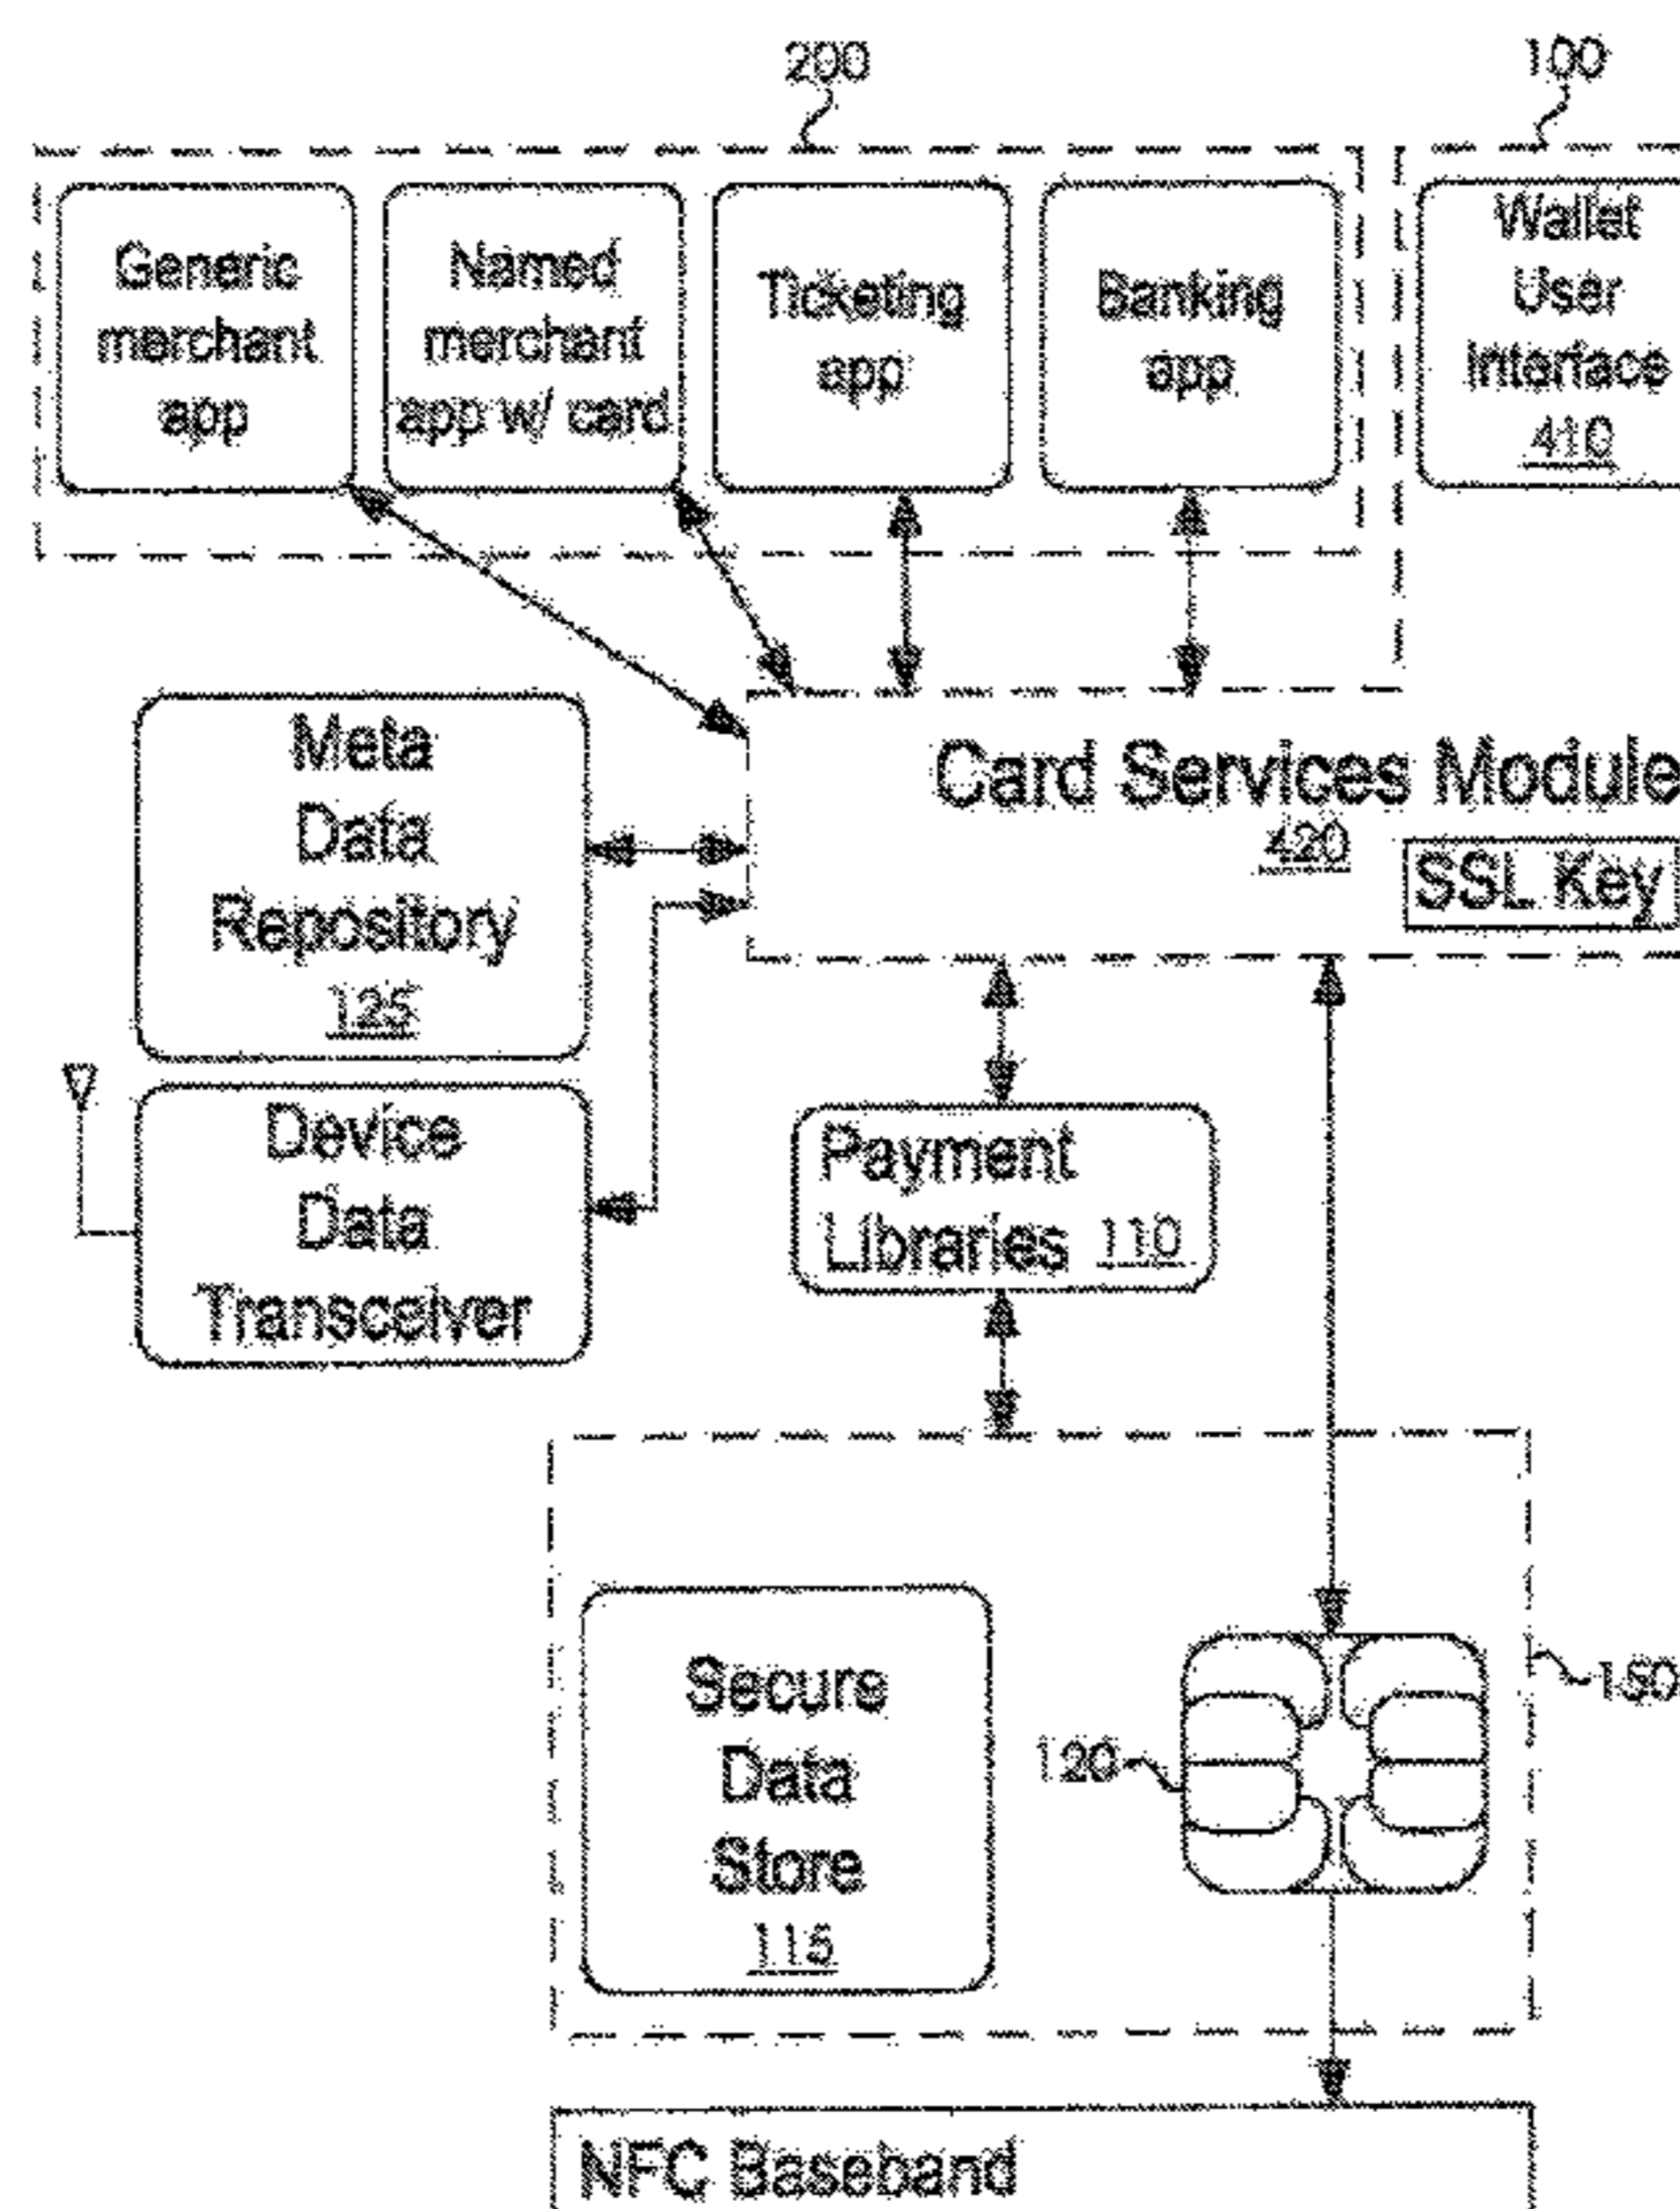 200
100
Generic
merchant
app
Named
merchant
app w/ card
Ticketing
app
Banking
app
Wallet
User
Interface
410
Card Services Module
420
SSL Key
Meta
Data
Repository
125
Device
Data
Transceiver
Payment
Libraries 110
Secure
Data
Store
115
120
150
NFC Baseband